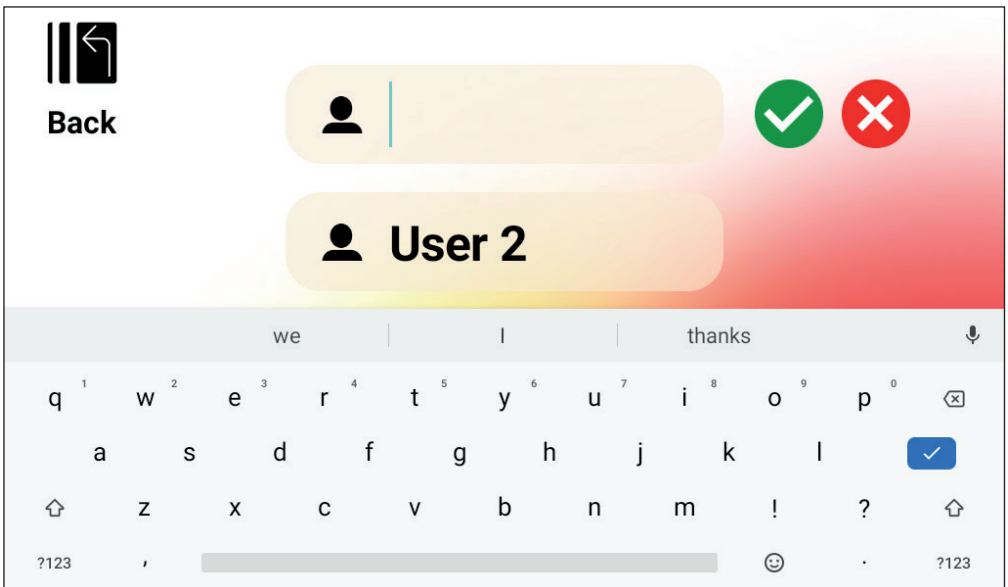 Back
User 2
we I thanks
q 1 w 2 e 3 r 4 t 5 y 6 u 7 i 8 o 9 p 0
a s d f g h j k l
z x c v b n m ! ?
?123 , . ?123